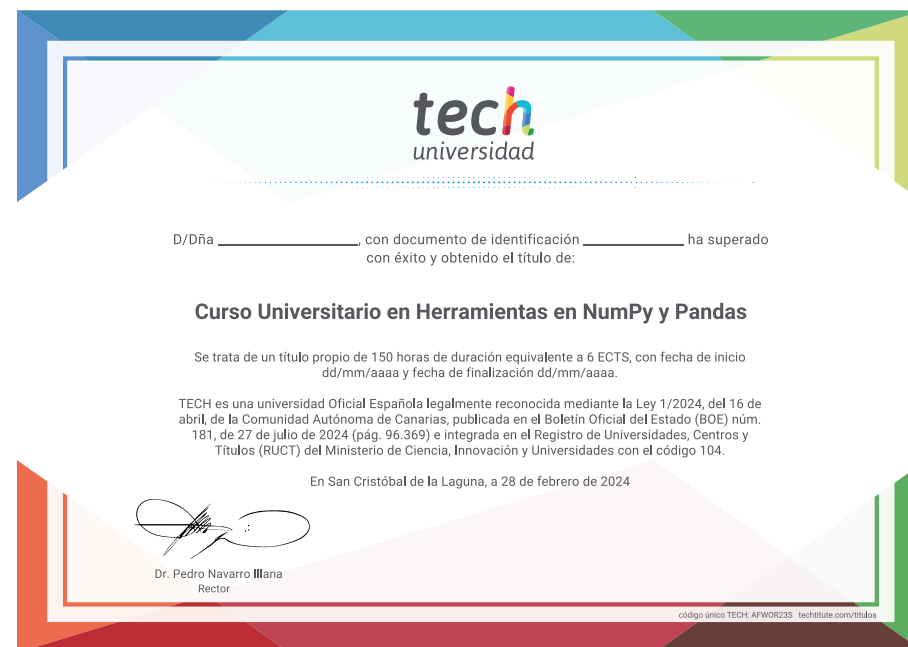 tech
universidad
D/Dña ____________________, con documento de identificación ______________ ha superado
con éxito y obtenido el título de:
Curso Universitario en Herramientas en NumPy y Pandas
Se trata de un título propio de 150 horas de duración equivalente a 6 ECTS, con fecha de inicio
dd/mm/aaaa y fecha de finalización dd/mm/aaaa.
TECH es una universidad Oficial Española legalmente reconocida mediante la Ley 1/2024, del 16 de
abril, de la Comunidad Autónoma de Canarias, publicada en el Boletín Oficial del Estado (BOE) núm.
181, de 27 de julio de 2024 (pág. 96.369) e integrada en el Registro de Universidades, Centros y
Títulos (RUCT) del Ministerio de Ciencia, Innovación y Universidades con el código 104.
En San Cristóbal de la Laguna, a 28 de febrero de 2024
Dr. Pedro Navarro Illana
Rector
código único TECH: AFWOR23S techtitute.com/titulos